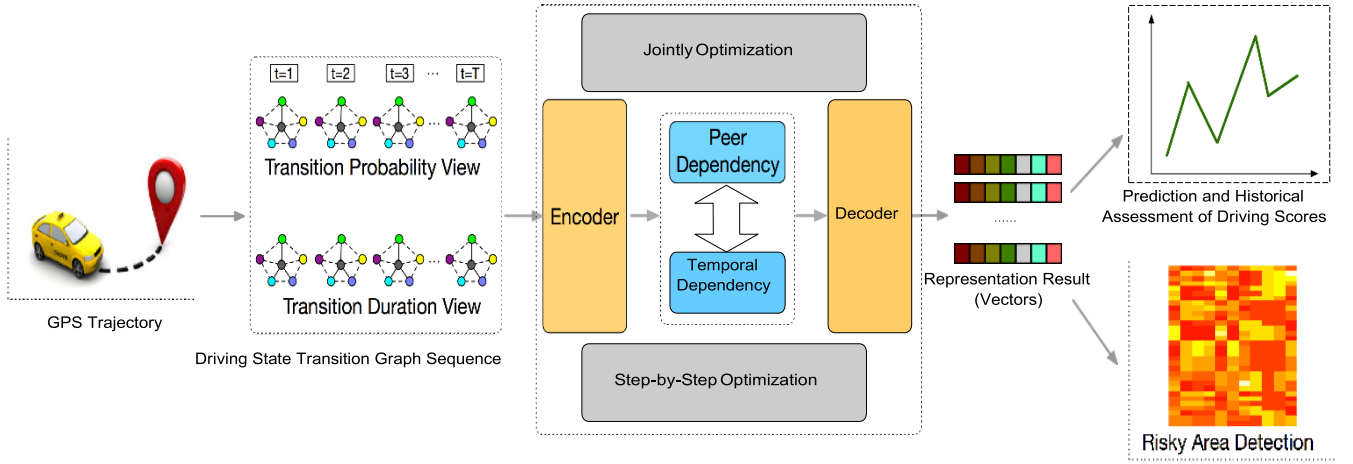 GPS Trajectory
t=1 t=2 t=3 ... t=T
Transition Probability View
Transition Duration View
Driving State Transition Graph Sequence
Jointly Optimization
Encoder
Peer
Dependency
Temporal
Dependency
Decoder
Step-by-Step Optimization
......
Representation Result
(Vectors)
Prediction and Historical
Assessment of Driving Scores
Risky Area Detection